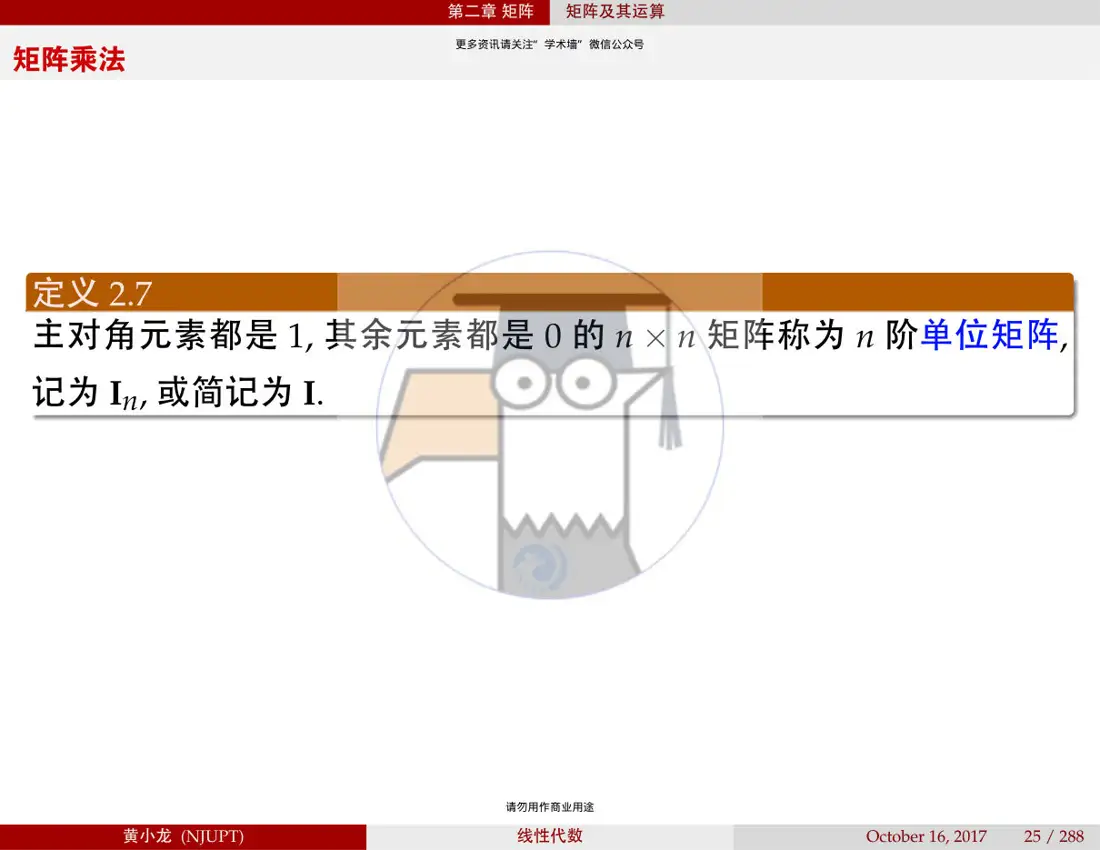 第二章 矩阵 矩阵及其运算
更多资讯请关注“学术墙”微信公众号
矩阵乘法
定义 2.7
主对角元素都是 1, 其余元素都是 0 的 n × n 矩阵称为 n 阶单位矩阵,
记为 Iₙ, 或简记为 I.
请勿用作商业用途
黄小龙 (NJUPT) 线性代数 October 16, 2017 25 / 288